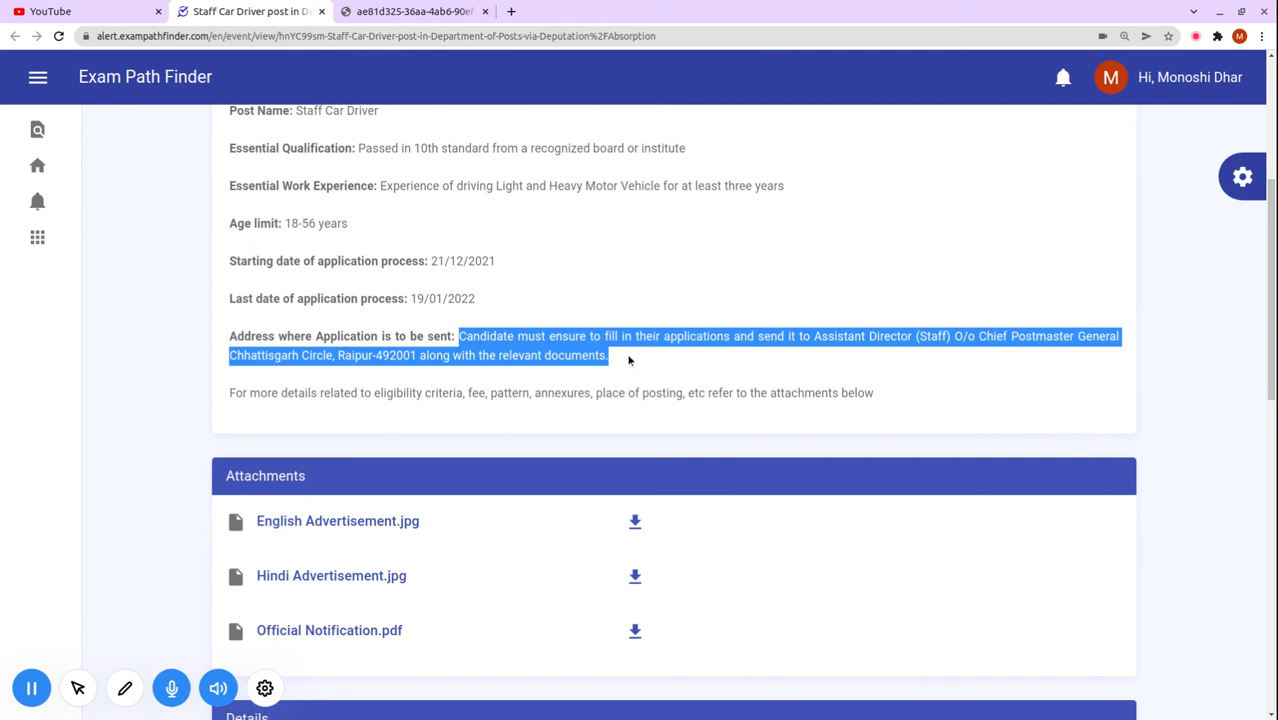 YouTube
Staff Car Driver post in De
ae81d325-36aa-4ab6-90ef
alert.exampathfinder.com/en/event/view/hnYC99sm-Staff-Car-Driver-post-in-Department-of-Posts-via-Deputation%2FAbsorption
M
Exam Path Finder
M
Hi, Monoshi Dhar
Post Name: Staff Car Driver
Essential Qualification: Passed in 10th standard from a recognized board or institute
Essential Work Experience: Experience of driving Light and Heavy Motor Vehicle for at least three years
Age limit: 18-56 years
Starting date of application process: 21/12/2021
Last date of application process: 19/01/2022
Address where Application is to be sent: Candidate must ensure to fill in their applications and send it to Assistant Director (Staff) O/o Chief Postmaster General
Chhattisgarh Circle, Raipur-492001 along with the relevant documents.
For more details related to eligibility criteria, fee, pattern, annexures, place of posting, etc refer to the attachments below
Attachments
English Advertisement.jpg
Hindi Advertisement.jpg
Official Notification.pdf
Details